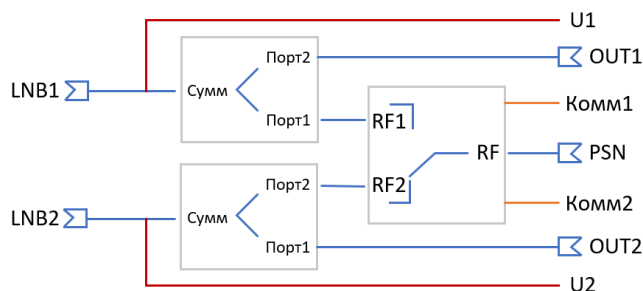 U1
Порт2
OUT1
LNB1
Сумм
Комм1
Порт1
RF1
RF
PSN
Порт2
RF2
Комм2
LNB2
Сумм
Порт1
OUT2
U2